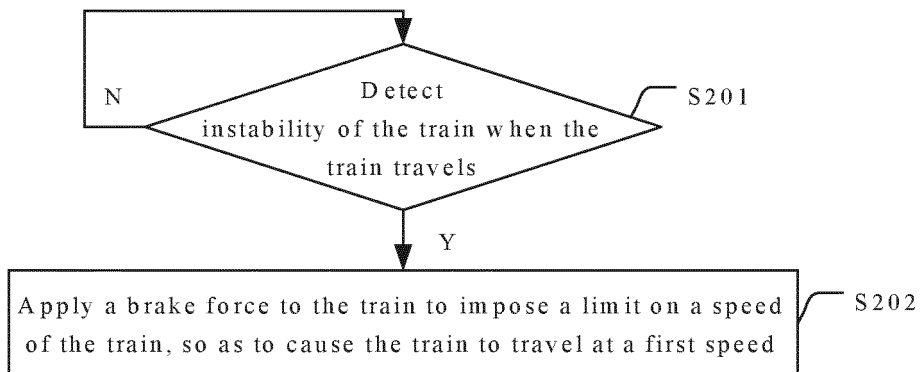 Detect
instability of the train when the
train travels
S201
N
Y
Apply a brake force to the train to impose a limit on a speed
of the train, so as to cause the train to travel at a first speed
S202